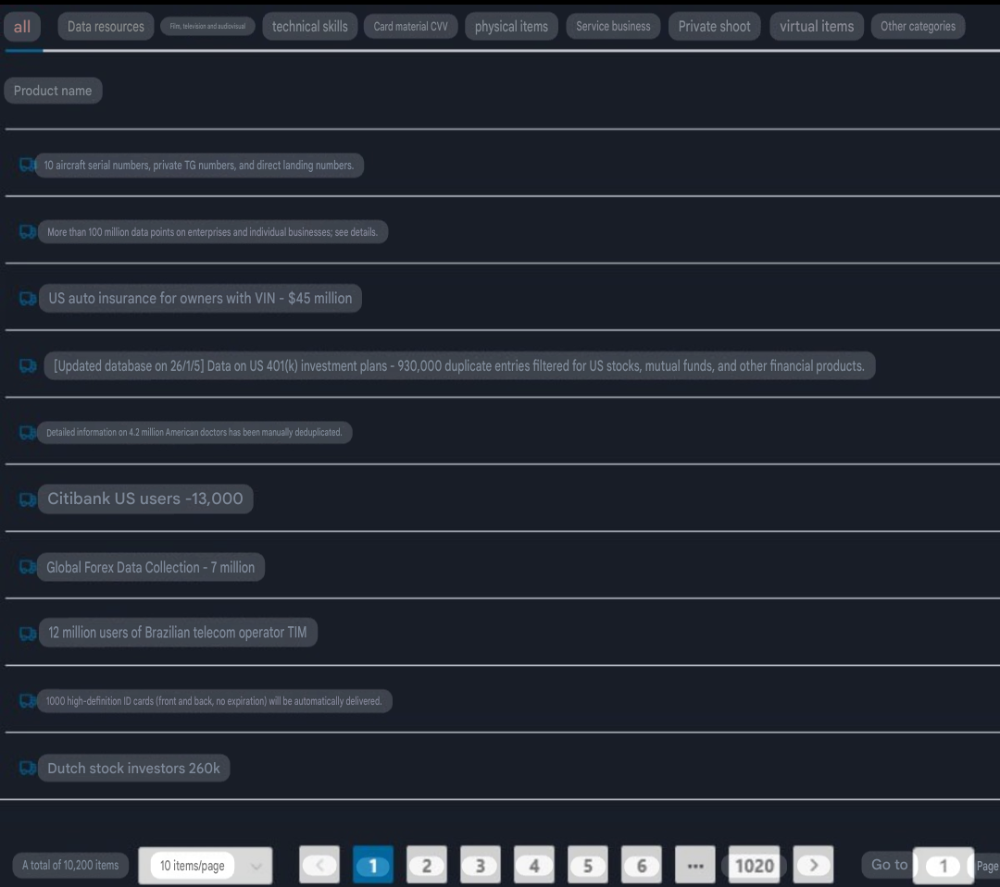 all Data resources Film, television and audiovisual technical skills Card material CVV physical items Service business Private shoot virtual items Other categories
Product name
10 aircraft serial numbers, private TG numbers, and direct landing numbers.
More than 100 million data points on enterprises and individual businesses; see details.
US auto insurance for owners with VIN - $45 million
[Updated database on 26/1/5] Data on US 401(k) investment plans - 930,000 duplicate entries filtered for US stocks, mutual funds, and other financial products.
Detailed information on 4.2 million American doctors has been manually deduplicated.
Citibank US users -13,000
Global Forex Data Collection - 7 million
12 million users of Brazilian telecom operator TIM
1000 high-definition ID cards (front and back, no expiration) will be automatically delivered.
Dutch stock investors 260k
A total of 10,200 items 10 items/page < 1 2 3 4 5 6 ... 1020 > Go to 1 Page